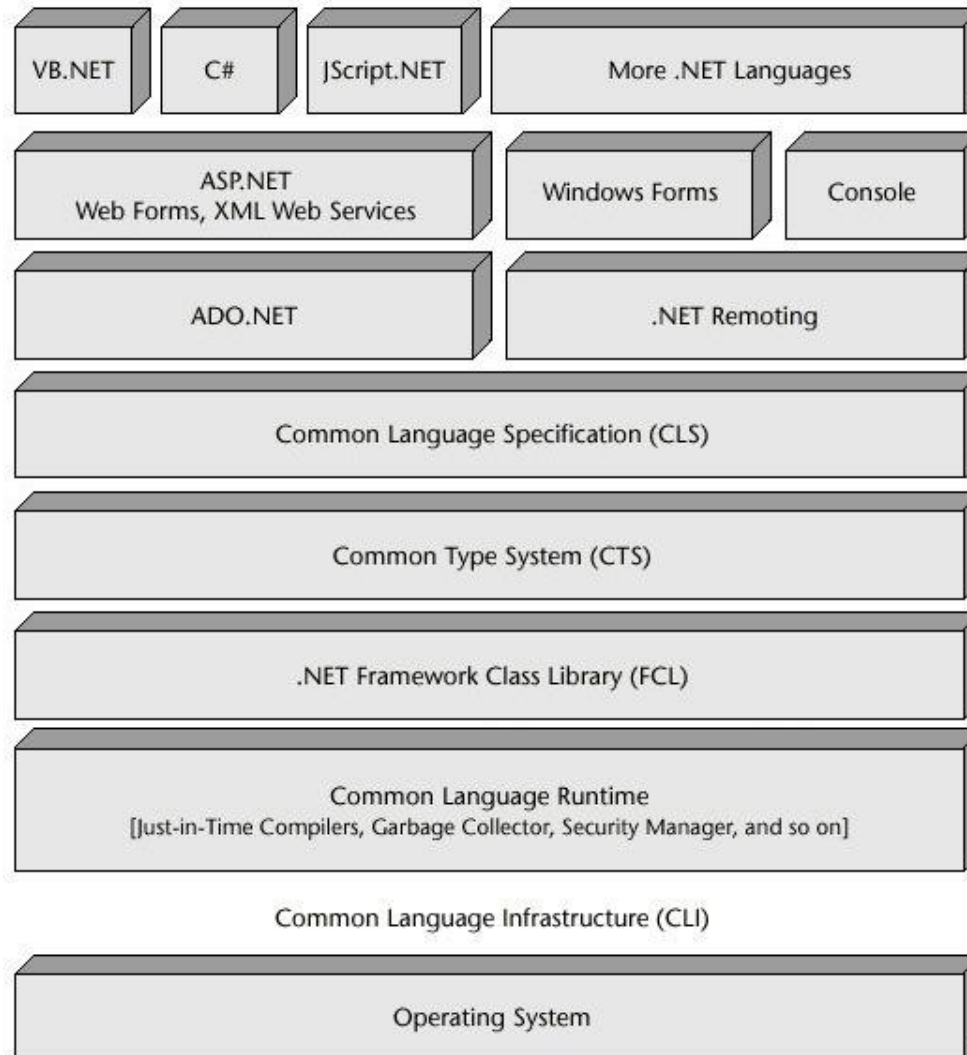 VB.NET
C#
JScript.NET
More .NET Languages
ASP.NET
Web Forms, XML Web Services
Windows Forms
Console
ADO.NET
.NET Remoting
Common Language Specification (CLS)
Common Type System (CTS)
.NET Framework Class Library (FCL)
Common Language Runtime
[Just-in-Time Compilers, Garbage Collector, Security Manager, and so on]
Common Language Infrastructure (CLI)
Operating System